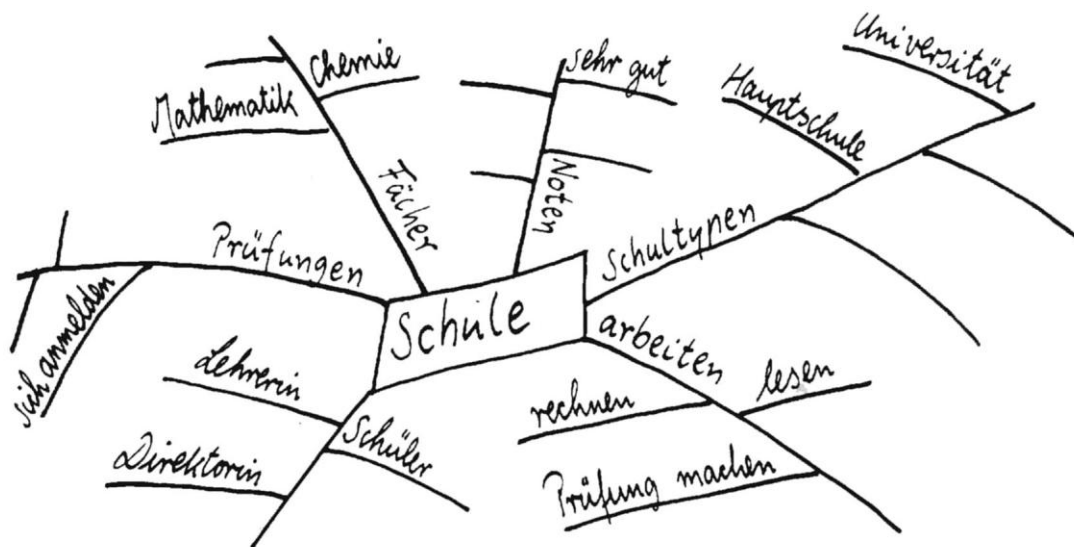 Universität
Chemie
sehr gut
Hauptschule
Mathematik
Fächer
Noten
Schultypen
Prüfungen
Schule
sich anmelden
arbeiten
Lehrerin
lesen
rechnen
Schüler
Direktorin
Prüfung machen